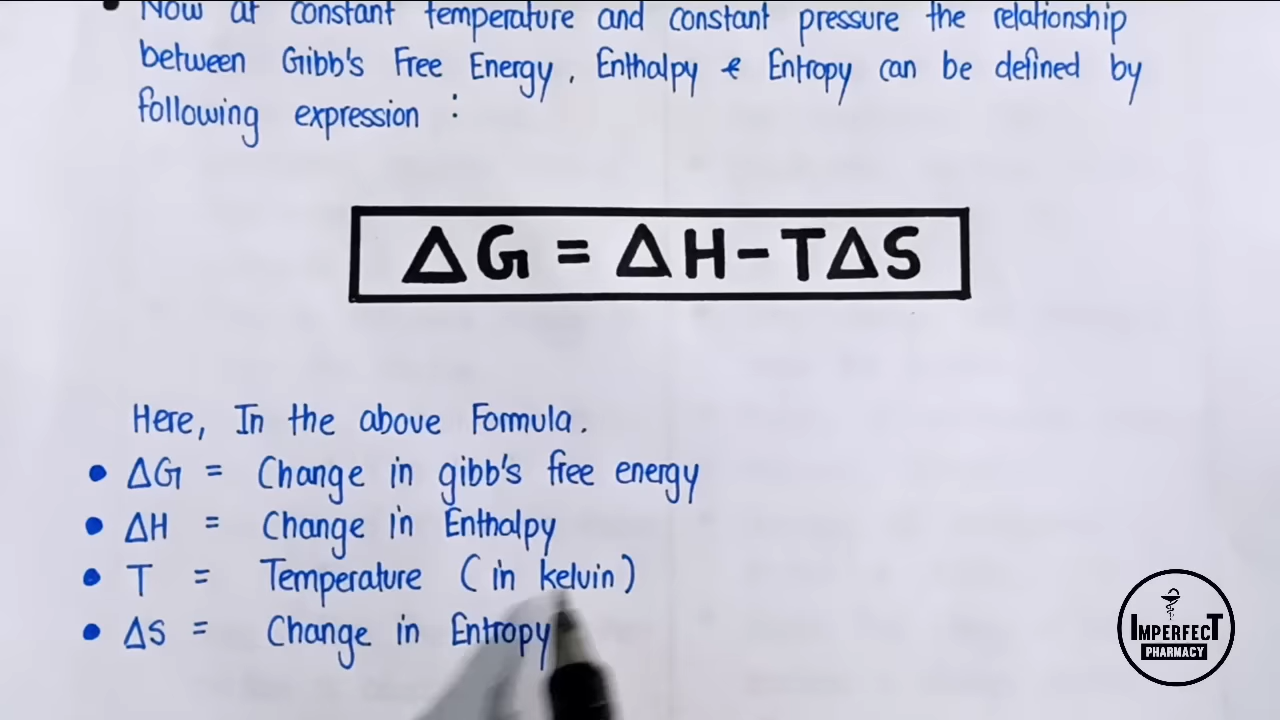 Now at constant temperature and constant pressure the relationship
between Gibb's Free Energy, Enthalpy & Entropy can be defined by
following expression :
ΔG = ΔH-TΔS
Here, In the above Formula.
• ΔG = Change in gibb's free energy
• ΔH = Change in Enthalpy
• T = Temperature (in kelvin)
• ΔS = Change in Entropy
IMPERFECT
PHARMACY